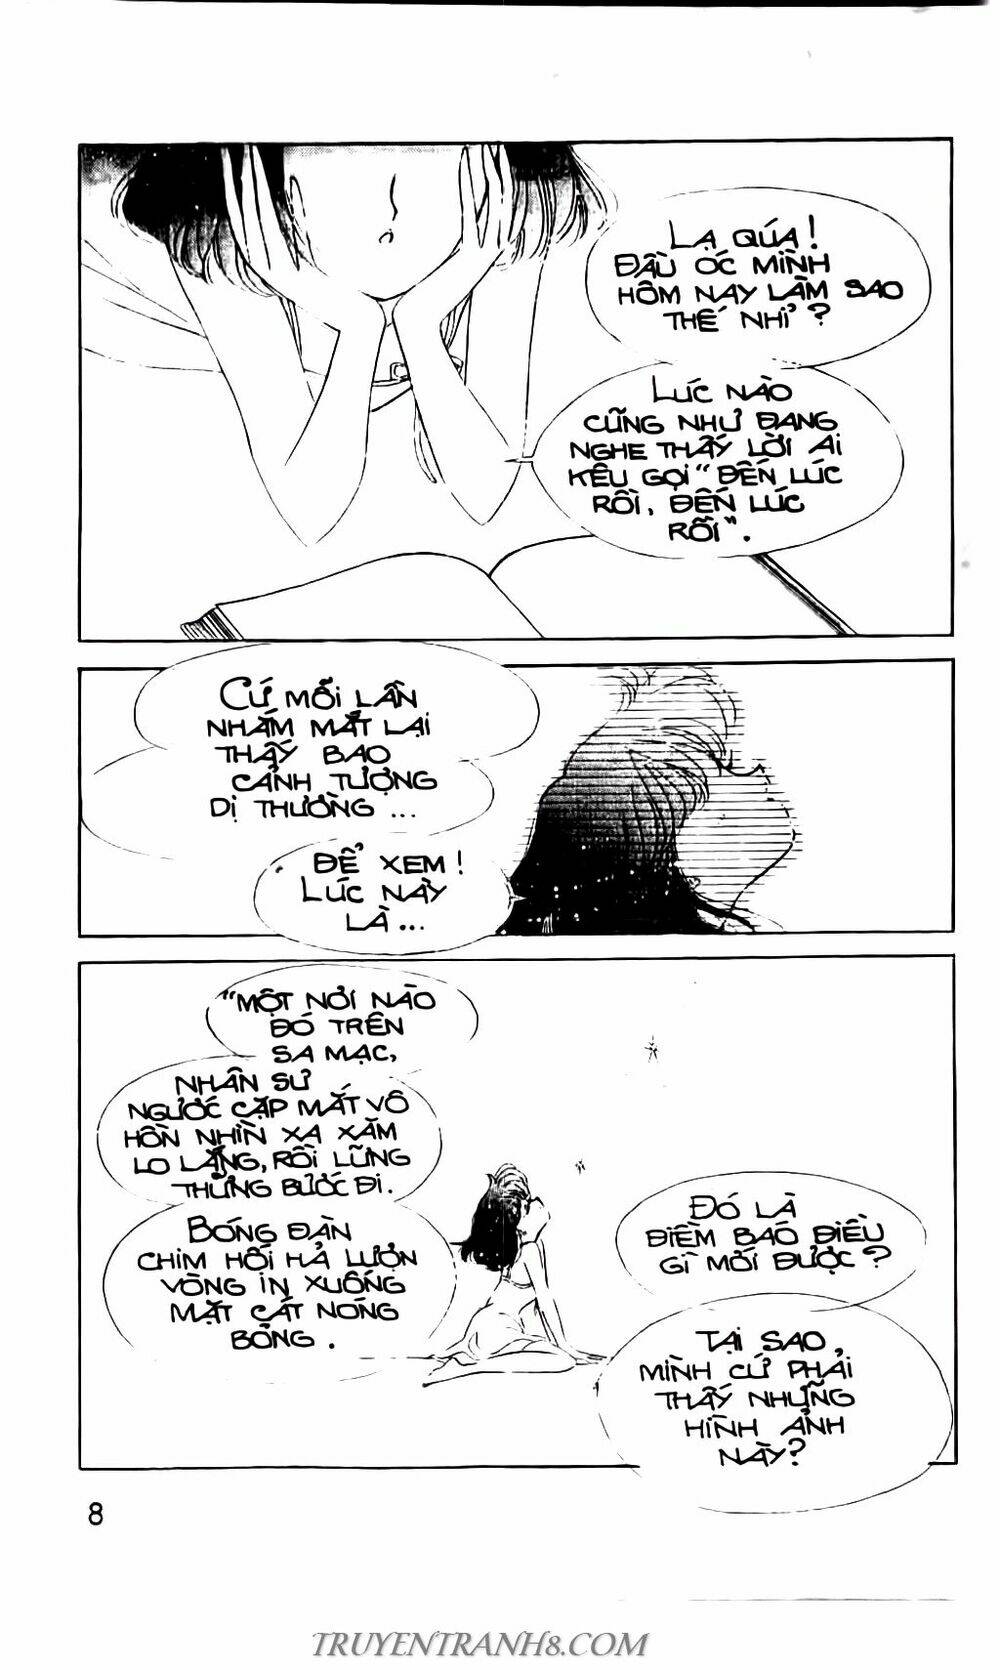 LẠ QÚA!
ĐẦU ÓC MÌNH
HÔM NAY LÀM SAO
THẾ NHỈ?
LÚC NÀO
CŨNG NHƯ ĐANG
NGHE THẤY LỜI AI
KÊU GỌI "ĐẾN LÚC
RỒI, ĐẾN LÚC
RỒI".
CỨ MỖI LẦN
NHẮM MẮT LẠI
THẤY BAO
CẢNH TƯỢNG
DỊ THƯỜNG...
ĐỂ XEM!
LÚC NÀY
LÀ...
"MỘT NƠI NÀO
ĐÓ TRÊN
SA MẠC,
NHÂN SƯ
NGƯỚC CẶP MẮT VÔ
HỒN NHÌN XA XĂM
LO LẮNG, RỒI LỮNG
THỮNG BƯỚC ĐI.
BÓNG ĐÀN
CHIM HỐI HẢ LƯỢN
VÒNG IN XUỐNG
MẶT CÁT NÓNG
BỎNG.
ĐÓ LÀ
ĐIỀM BÁO ĐIỀU
GÌ MỚI ĐƯỢC?
TẠI SAO
MÌNH CỨ PHẢI
THẤY NHỮNG
HÌNH ẢNH
NÀY?
8
TRUYENTRANH8.COM